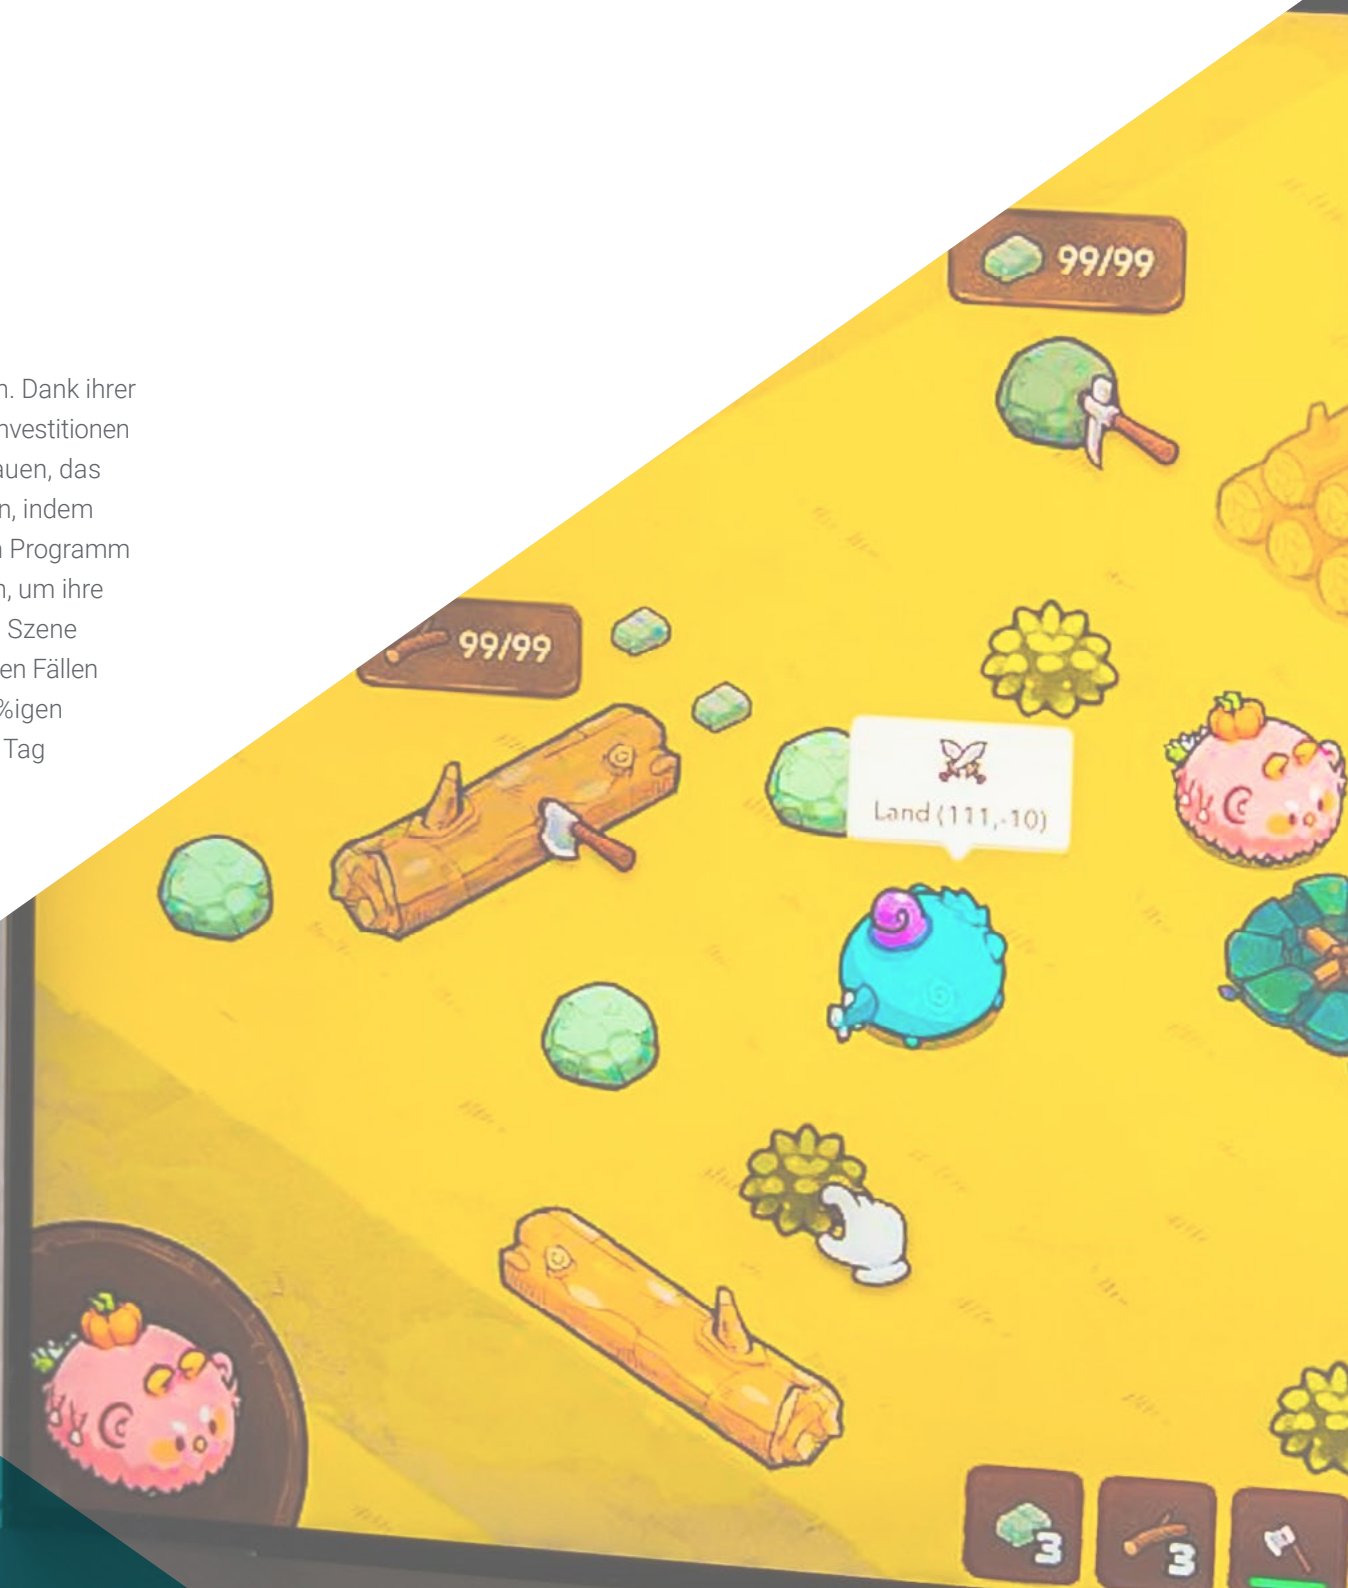 . Dank ihrer
nvestitionen
auen, das
n, indem
Programm
n, um ihre
Szene
en Fällen
%igen
Tag
99/99
99/99
Land (111,-10)
3
3